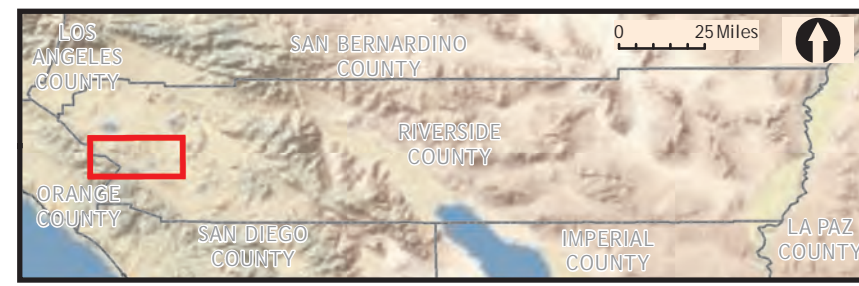 LOS
ANGELES
COUNTY
SAN BERNARDINO
COUNTY
0 25 Miles
RIVERSIDE
COUNTY
ORANGE
COUNTY
SAN DIEGO
COUNTY
IMPERIAL
COUNTY
LA PAZ
COUNTY